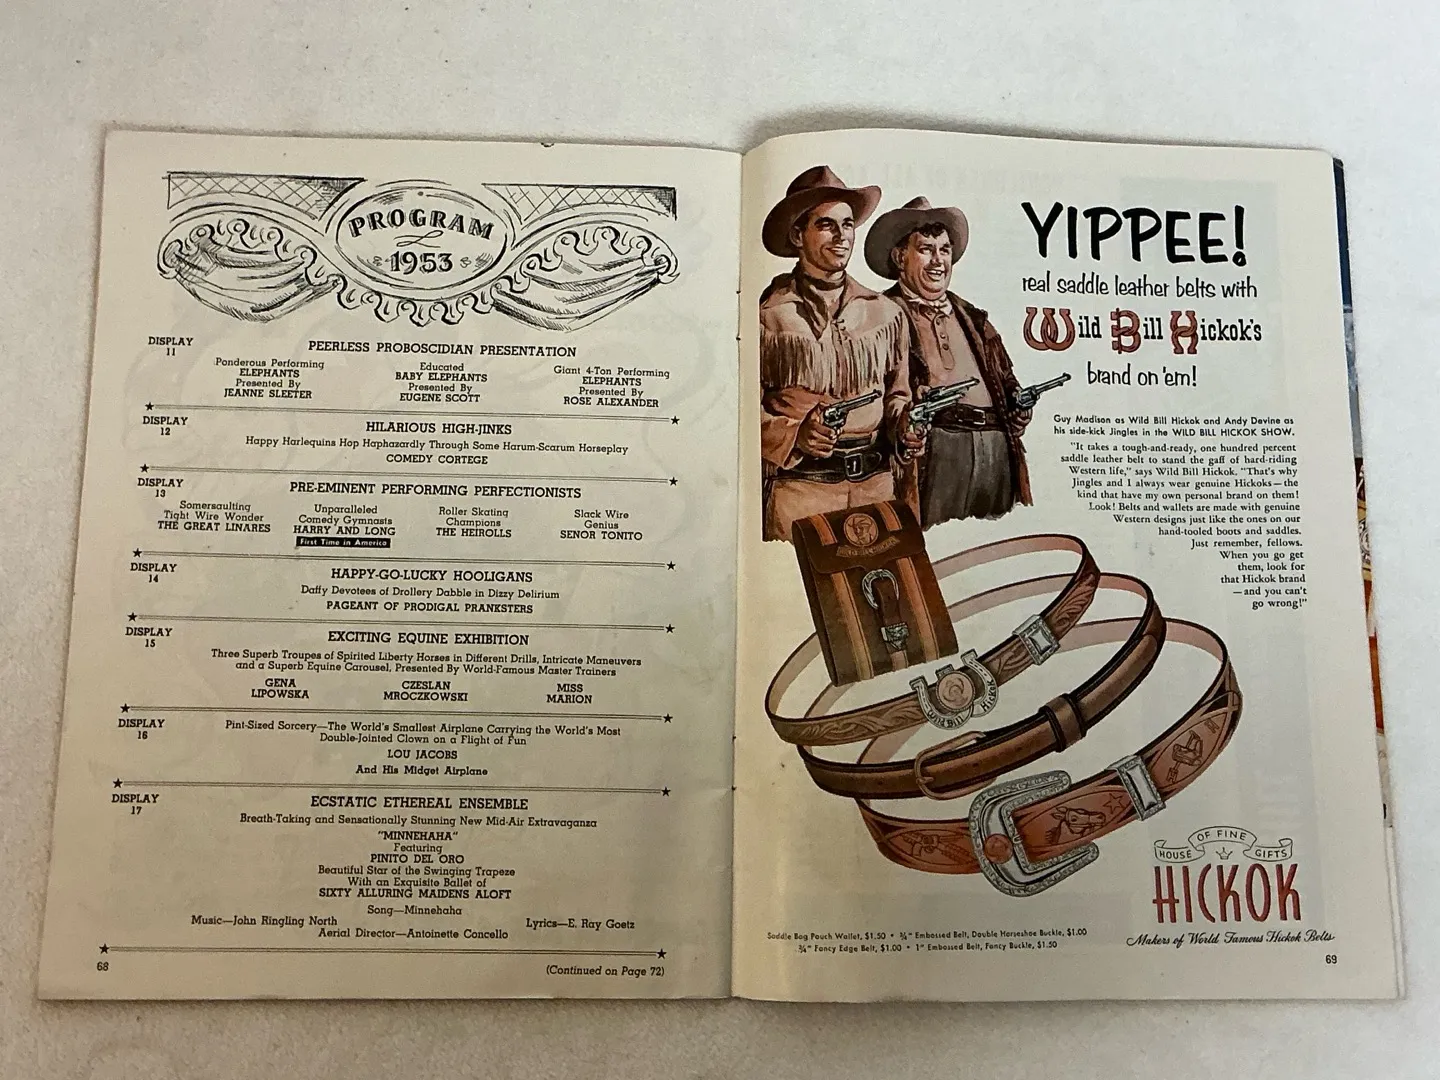 PROGRAM
1953
DISPLAY
11
PEERLESS PROBOSCIDIAN PRESENTATION
Ponderous Performing
ELEPHANTS
Presented By
JEANNE SLEETER
Educated
BABY ELEPHANTS
Presented By
EUGENE SCOTT
Giant 4-Ton Performing
ELEPHANTS
Presented By
ROSE ALEXANDER
DISPLAY
12
HILARIOUS HIGH-JINKS
Happy Harlequins Hop Haphazardly Through Some Harum-Scarum Horseplay
COMEDY CORTEGE
DISPLAY
13
PRE-EMINENT PERFORMING PERFECTIONISTS
Somersaulting
Tight Wire Wonder
THE GREAT LINARES
Unparalleled
Comedy Gymnasts
HARRY AND LONG
First Time in America
Roller Skating
Champions
THE HEIROLLS
Slack Wire
Genius
SENOR TONITO
DISPLAY
14
HAPPY-GO-LUCKY HOOLIGANS
Daffy Devotees of Drollery Dabble in Dizzy Delirium
PAGEANT OF PRODIGAL PRANKSTERS
DISPLAY
15
EXCITING EQUINE EXHIBITION
Three Superb Troupes of Spirited Liberty Horses in Different Drills, Intricate Maneuvers
and a Superb Equine Carousel, Presented By World-Famous Master Trainers
GENA
LIPOWSKA
CZESLAN
MROCZKOWSKI
MISS
MARION
DISPLAY
16
Pint-Sized Sorcery—The World's Smallest Airplane Carrying the World's Most
Double-Jointed Clown on a Flight of Fun
LOU JACOBS
And His Midget Airplane
DISPLAY
17
ECSTATIC ETHEREAL ENSEMBLE
Breath-Taking and Sensationally Stunning New Mid-Air Extravaganza
"MINNEHAHA"
Featuring
PINITO DEL ORO
Beautiful Star of the Swinging Trapeze
With an Exquisite Ballet of
SIXTY ALLURING MAIDENS ALOFT
Song—Minnehaha
Music—John Ringling North
Lyrics—E. Ray Goetz
Aerial Director—Antoinette Concello
68
(Continued on Page 72)
YIPPEE!
real saddle leather belts with
Wild Bill Hickok's
brand on 'em!
Guy Madison as Wild Bill Hickok and Andy Devine as
his side-kick Jingles in the WILD BILL HICKOK SHOW.
"It takes a tough-and-ready, one hundred percent
saddle leather belt to stand the gaff of hard-riding
Western life," says Wild Bill Hickok. "That's why
Jingles and I always wear genuine Hickoks—the
kind that have my own personal brand on them!
Look! Belts and wallets are made with genuine
Western designs just like the ones on our
hand-tooled boots and saddles.
Just remember, fellows.
When you go get
them, look for
that Hickok brand
—and you can't
go wrong!"
WILD BILL HICKOK
Wild Bill Hickok
HOUSE OF FINE GIFTS
HICKOK
Makers of World Famous Hickok Belts
Saddle Bag Pouch Wallet, $1.50 • ¾" Embossed Belt, Double Horseshoe Buckle, $1.00
¾" Fancy Edge Belt, $1.00 • 1" Embossed Belt, Fancy Buckle, $1.50
69